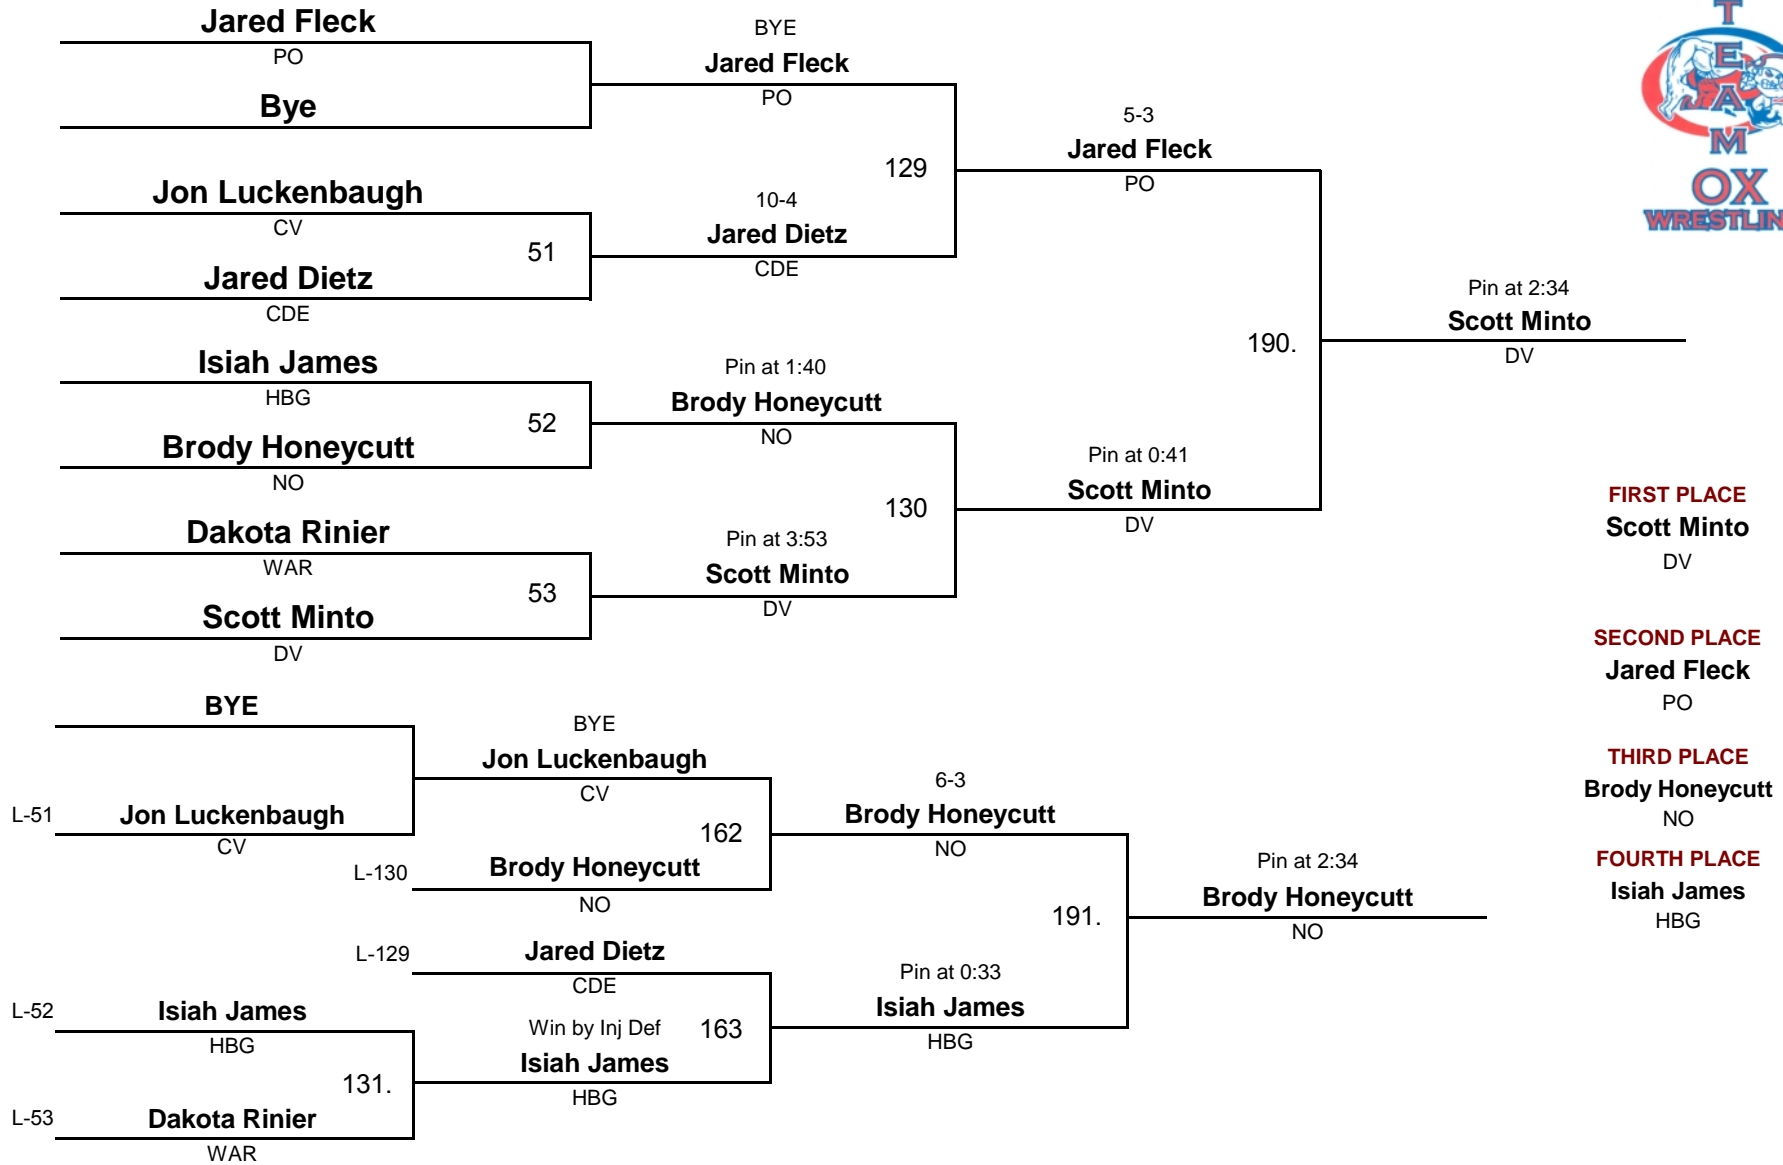 Jared Fleck
PO
Bye
Jon Luckenbaugh
CV
51
Jared Dietz
CDE
Isiah James
HBG
52
Brody Honeycutt
NO
Dakota Rinier
WAR
53
Scott Minto
DV
BYE
Jared Fleck
PO
129
10-4
Jared Dietz
CDE
Pin at 1:40
Brody Honeycutt
NO
130
Pin at 3:53
Scott Minto
DV
5-3
Jared Fleck
PO
190.
Pin at 0:41
Scott Minto
DV
Pin at 2:34
Scott Minto
DV
TEAM
OX
WRESTLIN
FIRST PLACE
Scott Minto
DV
SECOND PLACE
Jared Fleck
PO
THIRD PLACE
Brody Honeycutt
NO
FOURTH PLACE
Isiah James
HBG
BYE
L-51
Jon Luckenbaugh
CV
BYE
Jon Luckenbaugh
CV
162
L-130
Brody Honeycutt
NO
L-129
Jared Dietz
CDE
L-52
Isiah James
HBG
131.
L-53
Dakota Rinier
WAR
Win by Inj Def
163
Isiah James
HBG
6-3
Brody Honeycutt
NO
191.
Pin at 0:33
Isiah James
HBG
Pin at 2:34
Brody Honeycutt
NO